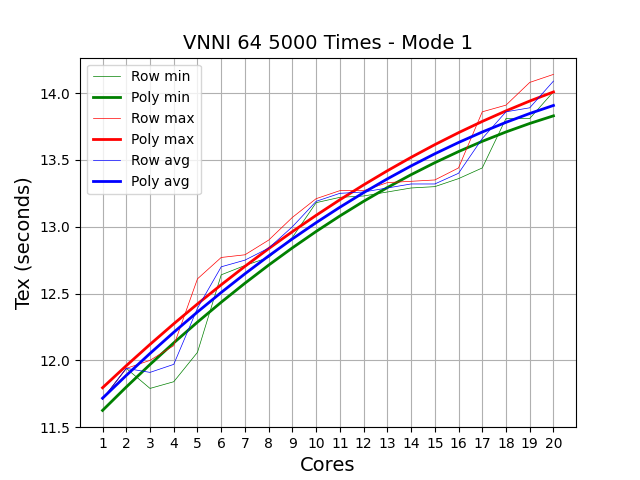 VNNI 64 5000 Times - Mode 1
Row min
Poly min
Row max
Poly max
Row avg
Poly avg
Tex (seconds)
14.0
13.5
13.0
12.5
12.0
11.5
1 2 3 4 5 6 7 8 9 10 11 12 13 14 15 16 17 18 19 20
Cores